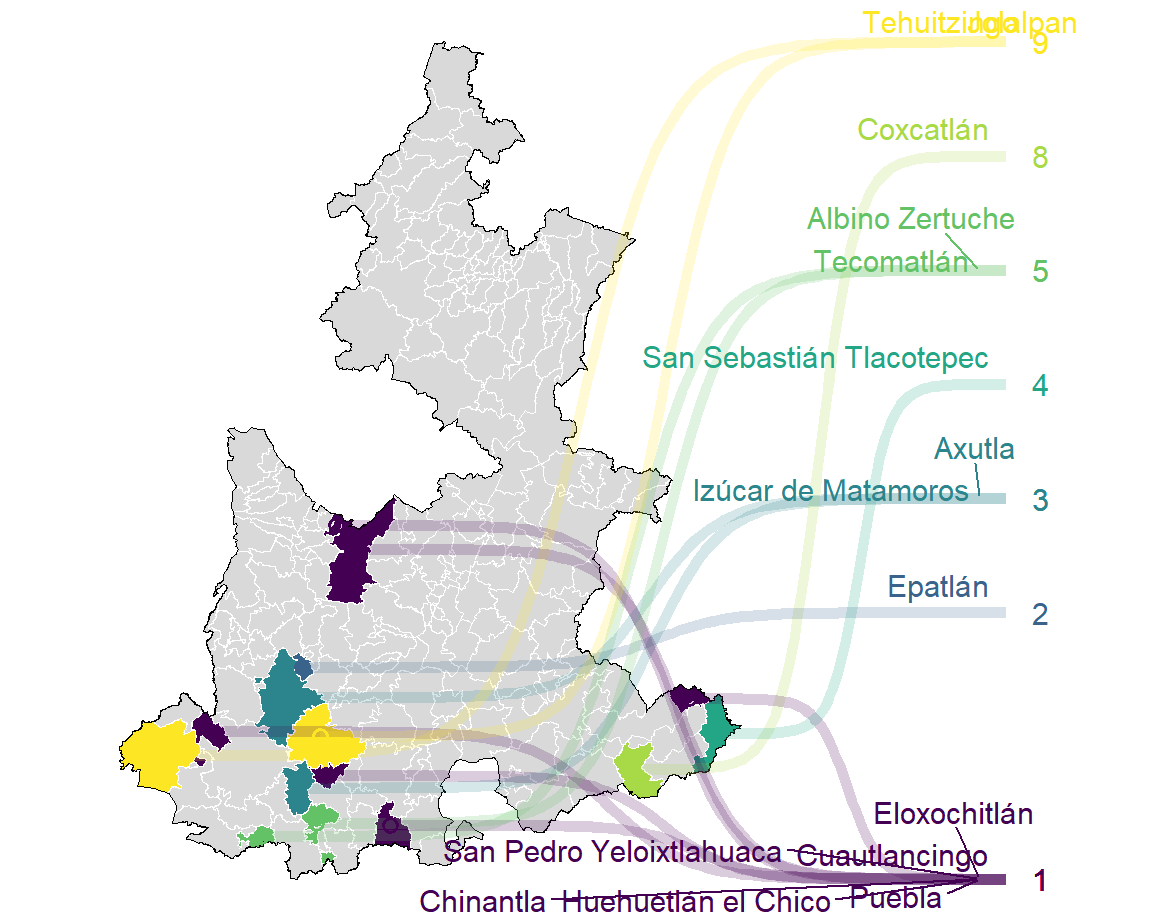 Tehuitzingo Jolalpan
9
Coxcatlán
8
Albino Zertuche
Tecomatlán
5
San Sebastián Tlacotepec
4
Axutla
Izúcar de Matamoros
3
Epatlán
2
Eloxochitlán
San Pedro Yeloixtlahuaca
Cuautlancingo
1
Chinantla
Huehuetlán el Chico
Puebla